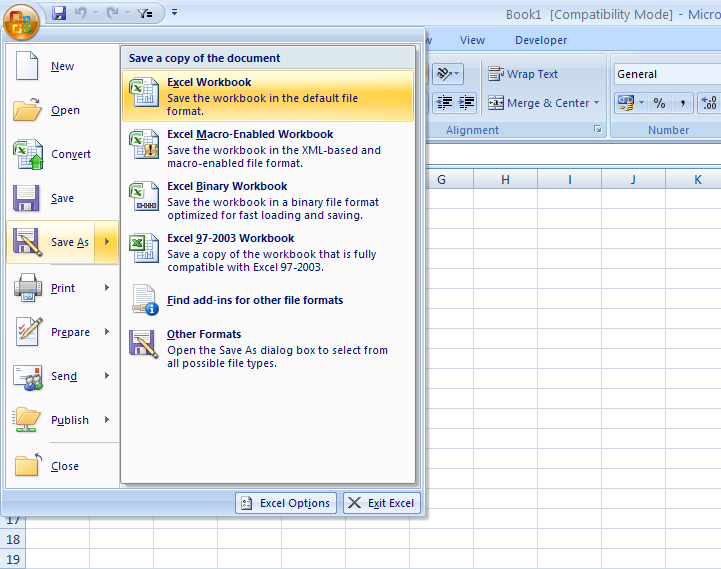 Book1 [Compatibility Mode] - Micro
View Developer
Wrap Text
Merge & Center
Alignment
General
%
,
.0
.00
.00
Number
New
Open
Convert
Save
Save As
Print
Prepare
Send
Publish
Close
Save a copy of the document
Excel Workbook
Save the workbook in the default file
format.
Excel Macro-Enabled Workbook
Save the workbook in the XML-based and
macro-enabled file format.
Excel Binary Workbook
Save the workbook in a binary file format
optimized for fast loading and saving.
Excel 97-2003 Workbook
Save a copy of the workbook that is fully
compatible with Excel 97-2003.
Find add-ins for other file formats
Other Formats
Open the Save As dialog box to select from
all possible file types.
Excel Options
Exit Excel
G H I J K
17
18
19